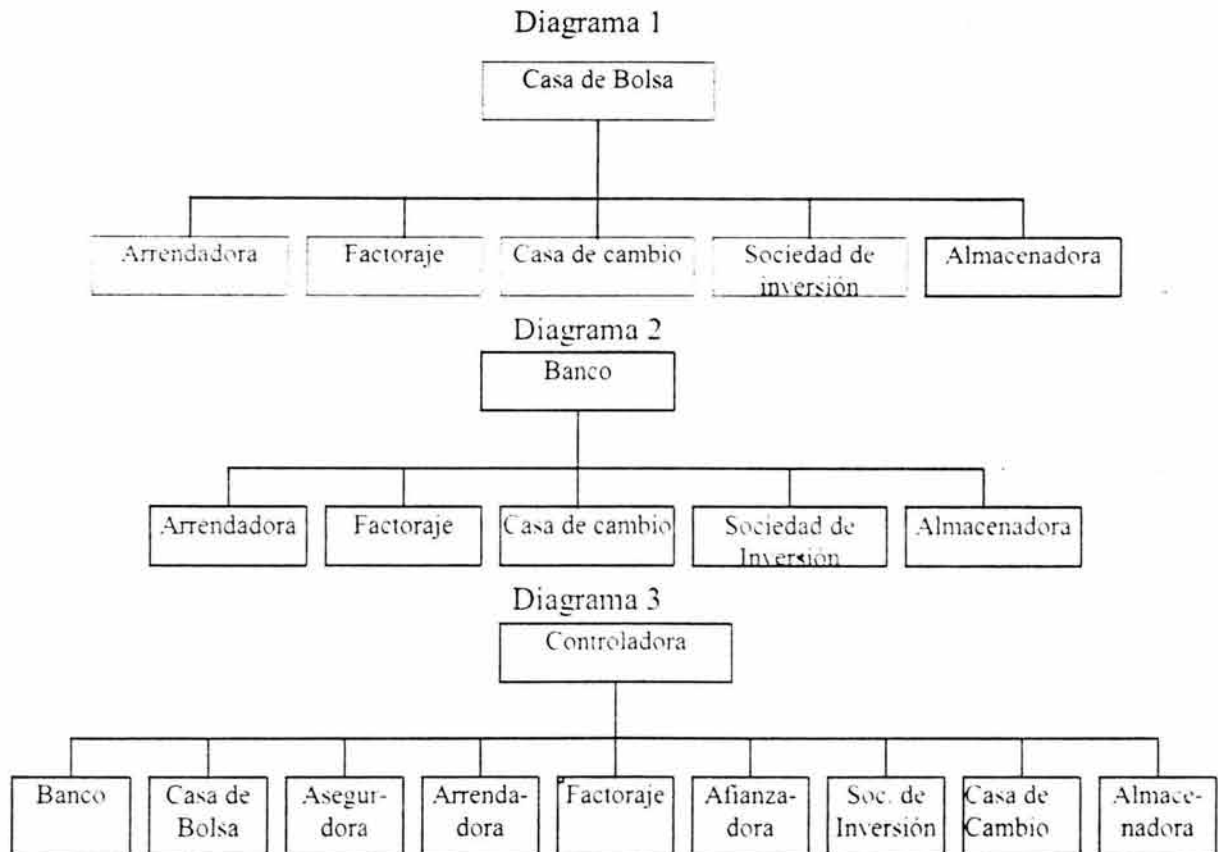 Diagrama 1
Casa de Bolsa
Arrendadora
Factoraje
Casa de cambio
Sociedad de
inversión
Almacenadora
Diagrama 2
Banco
Arrendadora
Factoraje
Casa de cambio
Sociedad de
Inversión
Almacenadora
Diagrama 3
Controladora
Banco
Casa de
Bolsa
Asegur-
dora
Arrenda-
dora
Factoraje
Afianza-
dora
Soc. de
Inversión
Casa de
Cambio
Almace-
nadora